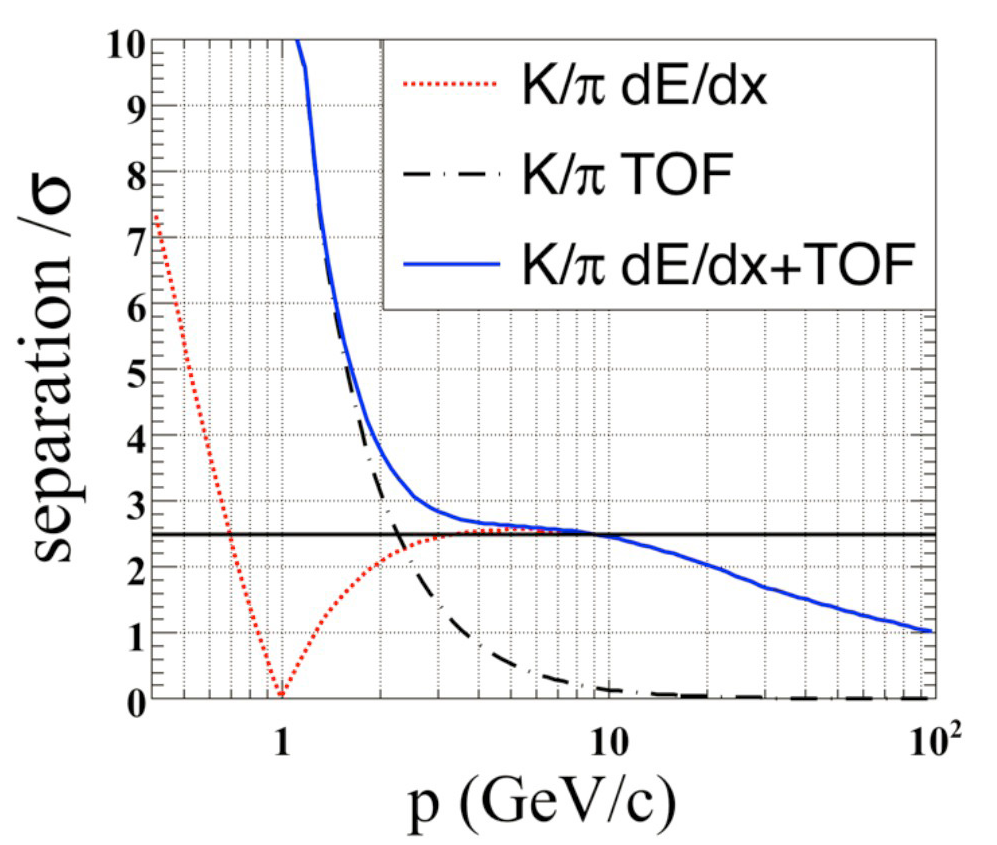 10
9
8
7
6
5
4
3
2
1
0
separation /σ
K/π dE/dx
K/π TOF
K/π dE/dx+TOF
1 10 10²
p (GeV/c)